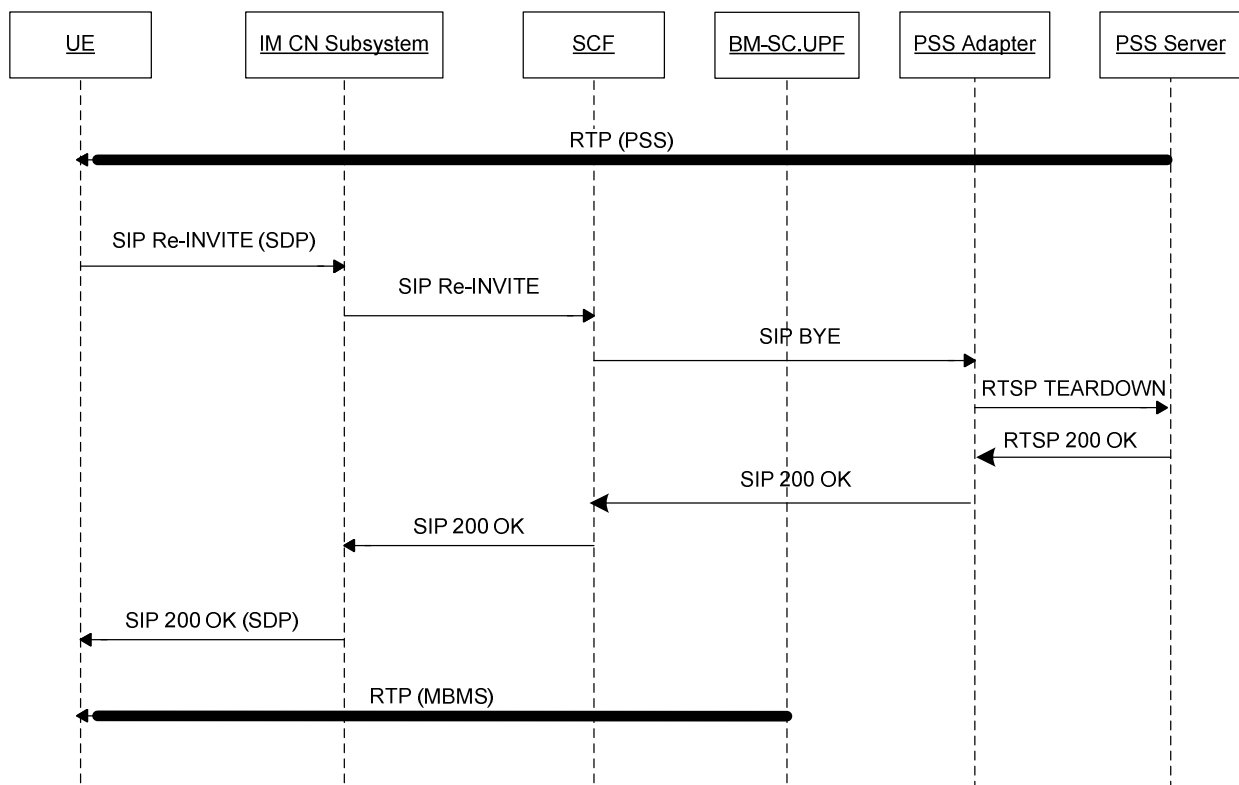 UE
IM CN Subsystem
SCF
BM-SC.UPF
PSS Adapter
PSS Server
RTP (PSS)
SIP Re-INVITE (SDP)
SIP Re-INVITE
SIP BYE
RTSP TEARDOWN
RTSP 200 OK
SIP 200 OK
SIP 200 OK
SIP 200 OK (SDP)
RTP (MBMS)